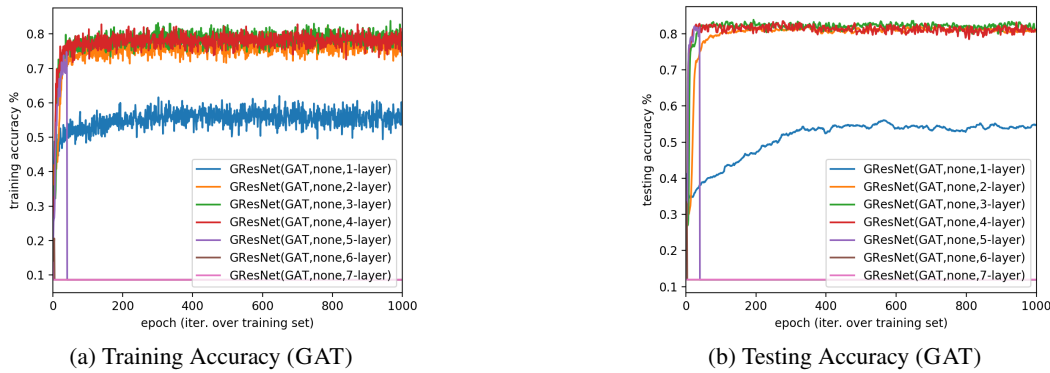 training accuracy %
0.8
0.7
0.6
0.5
0.4
0.3
0.2
0.1
0
200
400
600
800
1000
epoch (iter. over training set)
GResNet(GAT,none,1-layer)
GResNet(GAT,none,2-layer)
GResNet(GAT,none,3-layer)
GResNet(GAT,none,4-layer)
GResNet(GAT,none,5-layer)
GResNet(GAT,none,6-layer)
GResNet(GAT,none,7-layer)
(a) Training Accuracy (GAT)
testing accuracy %
0.8
0.7
0.6
0.5
0.4
0.3
0.2
0.1
0
200
400
600
800
1000
epoch (iter. over training set)
GResNet(GAT,none,1-layer)
GResNet(GAT,none,2-layer)
GResNet(GAT,none,3-layer)
GResNet(GAT,none,4-layer)
GResNet(GAT,none,5-layer)
GResNet(GAT,none,6-layer)
GResNet(GAT,none,7-layer)
(b) Testing Accuracy (GAT)